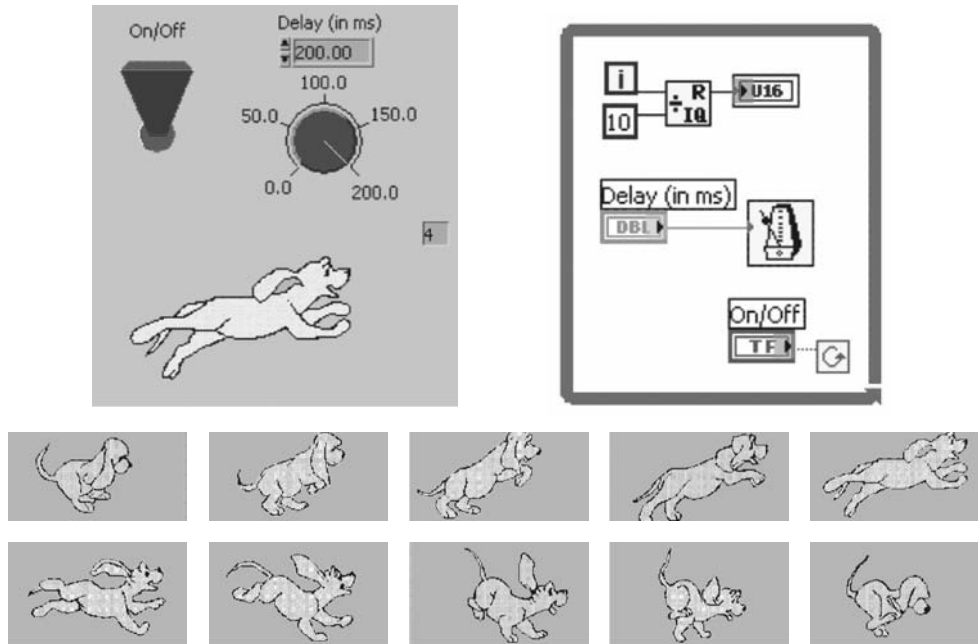 On/Off
Delay (in ms)
200.00
100.0
50.0
150.0
0.0
200.0
4
i
10
R
IQ
U16
Delay (in ms)
DBL
On/Off
TF